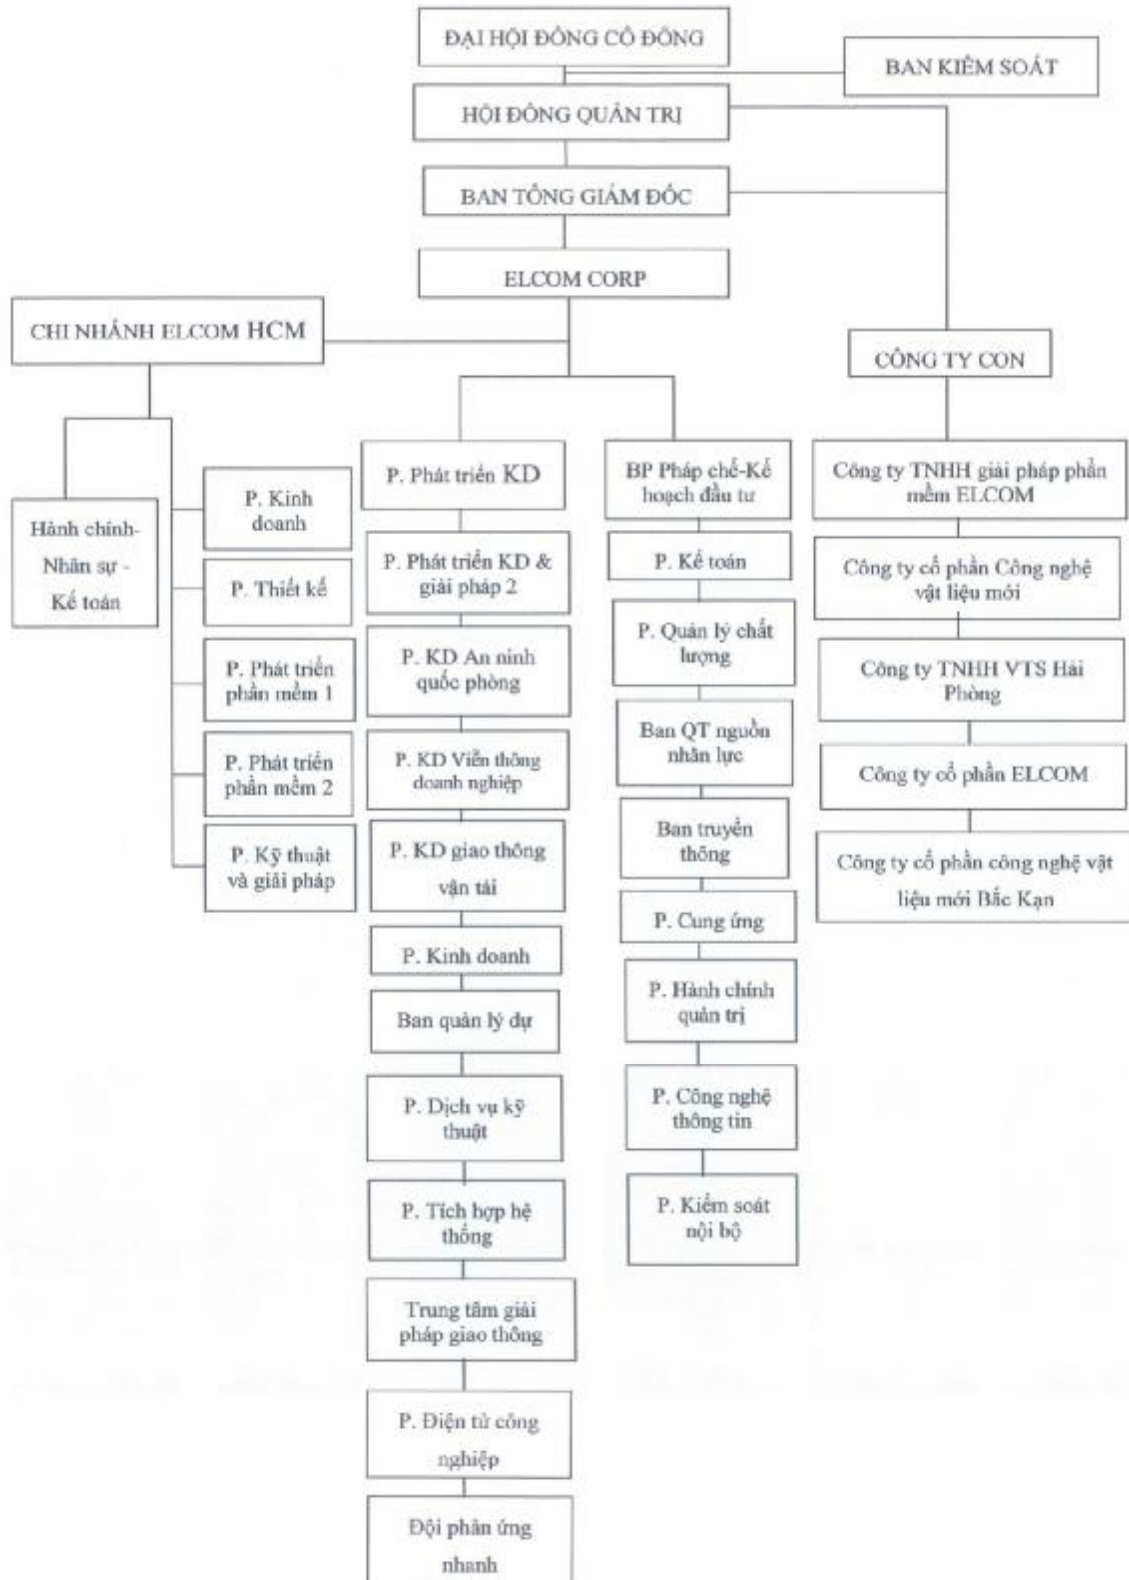 ĐẠI HỘI ĐỒNG CỔ ĐÔNG
BAN KIỂM SOÁT
HỘI ĐỒNG QUẢN TRỊ
BAN TỔNG GIÁM ĐỐC
ELCOM CORP
CHI NHÁNH ELCOM HCM
CÔNG TY CON
Hành chính-
Nhân sự -
Kế toán
P. Kinh
doanh
P. Thiết kế
P. Phát triển
phần mềm 1
P. Phát triển
phần mềm 2
P. Kỹ thuật
và giải pháp
P. Phát triển KD
P. Phát triển KD &
giải pháp 2
P. KD An ninh
quốc phòng
P. KD Viễn thông
doanh nghiệp
P. KD giao thông
vận tải
P. Kinh doanh
Ban quản lý dự
P. Dịch vụ kỹ
thuật
P. Tích hợp hệ
thống
Trung tâm giải
pháp giao thông
P. Điện tử công
nghiệp
Đội phản ứng
nhanh
BP Pháp chế-Kế
hoạch đầu tư
P. Kế toán
P. Quản lý chất
lượng
Ban QT nguồn
nhân lực
Ban truyền
thông
P. Cung ứng
P. Hành chính
quản trị
P. Công nghệ
thông tin
P. Kiểm soát
nội bộ
Công ty TNHH giải pháp phần
mềm ELCOM
Công ty cổ phần Công nghệ
vật liệu mới
Công ty TNHH VTS Hải
Phòng
Công ty cổ phần ELCOM
Công ty cổ phần công nghệ vật
liệu mới Bắc Kạn